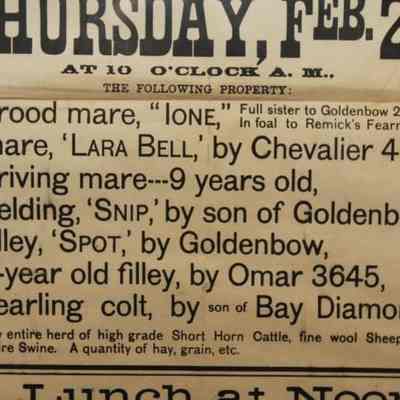 HURSDAY, FEB. 2
AT 10 O'CLOCK A. M.,
THE FOLLOWING PROPERTY:
rood mare, "IONE," Full sister to Goldenbow 2
In foal to Remick's Fearn
mare, 'LARA BELL,' by Chevalier 4
riving mare---9 years old,
elding, 'SNIP,' by son of Goldenb
lley, 'SPOT,' by Goldenbow,
-year old filley, by Omar 3645,
earling colt, by son of Bay Diamo
y entire herd of high grade Short Horn Cattle, fine wool Sheep
ire Swine. A quantity of hay, grain, etc.
Lunch at Noo